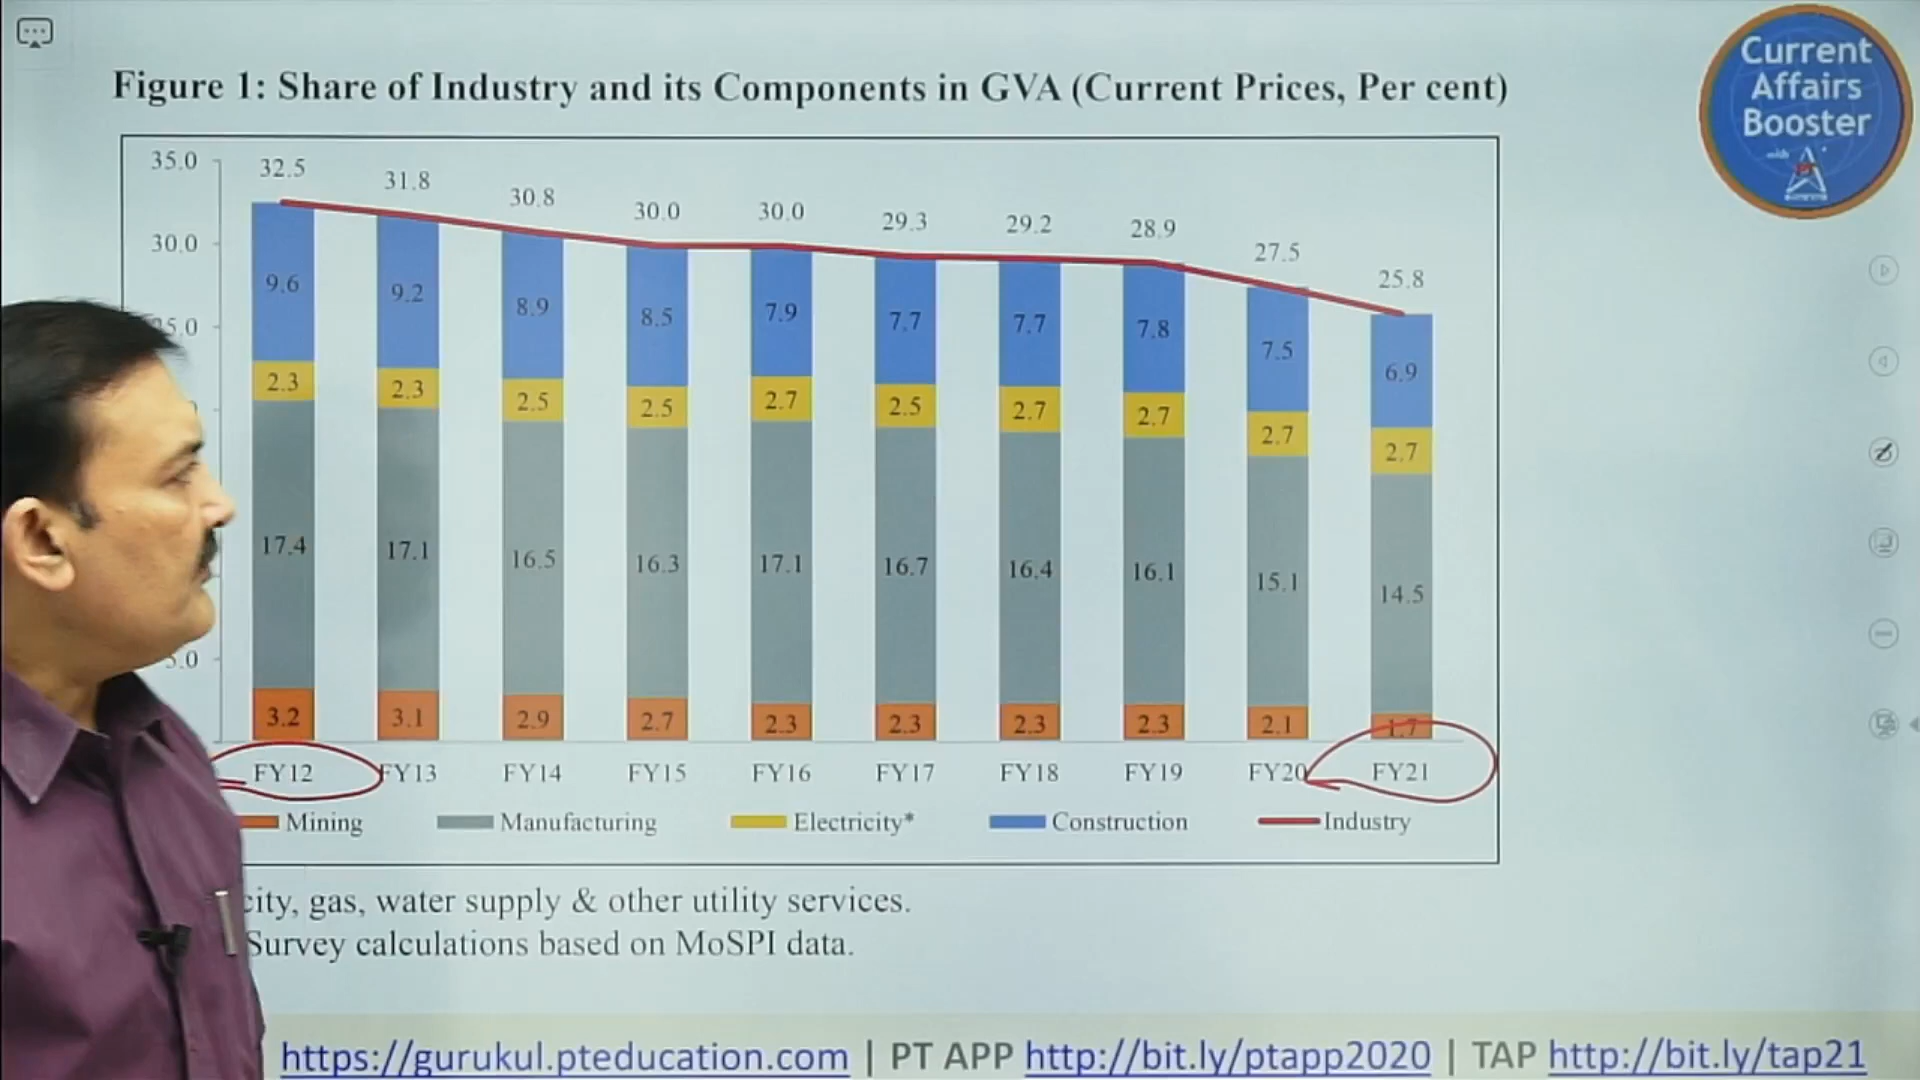 Current
Affairs
Booster
with
Figure 1: Share of Industry and its Components in GVA (Current Prices, Per cent)
35.0
30.0
5.0
5.0
32.5 31.8 30.8 30.0 30.0 29.3 29.2 28.9 27.5 25.8
9.6 9.2 8.9 8.5 7.9 7.7 7.7 7.8 7.5 6.9
2.3 2.3 2.5 2.5 2.7 2.5 2.7 2.7 2.7 2.7
17.4 17.1 16.5 16.3 17.1 16.7 16.4 16.1 15.1 14.5
3.2 3.1 2.9 2.7 2.3 2.3 2.3 2.3 2.1 1.7
FY12 FY13 FY14 FY15 FY16 FY17 FY18 FY19 FY20 FY21
Mining Manufacturing Electricity* Construction Industry
city, gas, water supply & other utility services.
Survey calculations based on MoSPI data.
https://gurukul.pteducation.com | PT APP http://bit.ly/ptapp2020 | TAP http://bit.ly/tap21